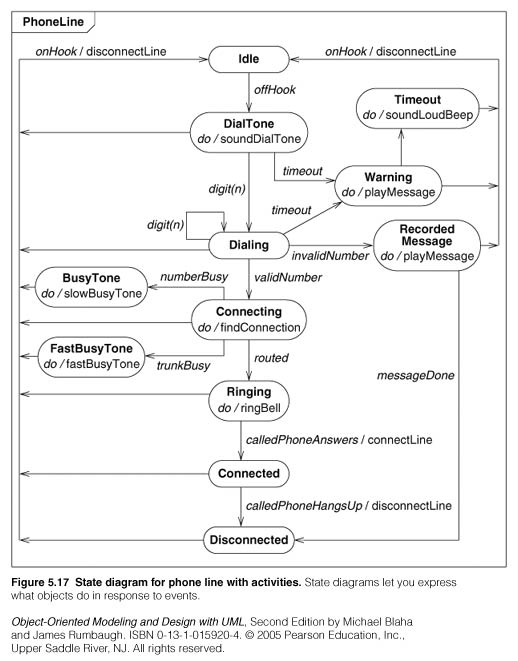 PhoneLine
onHook / disconnectLine
onHook / disconnectLine
Idle
offHook
Timeout
do / soundLoudBeep
DialTone
do / soundDialTone
timeout
Warning
do / playMessage
digit(n)
timeout
digit(n)
Recorded
Message
do / playMessage
Dialing
invalidNumber
BusyTone
do / slowBusyTone
numberBusy
validNumber
Connecting
do / findConnection
FastBusyTone
do / fastBusyTone
trunkBusy
routed
messageDone
Ringing
do / ringBell
calledPhoneAnswers / connectLine
Connected
calledPhoneHangsUp / disconnectLine
Disconnected
Figure 5.17 State diagram for phone line with activities. State diagrams let you express
what objects do in response to events.
Object-Oriented Modeling and Design with UML, Second Edition by Michael Blaha
and James Rumbaugh. ISBN 0-13-1-015920-4. © 2005 Pearson Education, Inc.,
Upper Saddle River, NJ. All rights reserved.